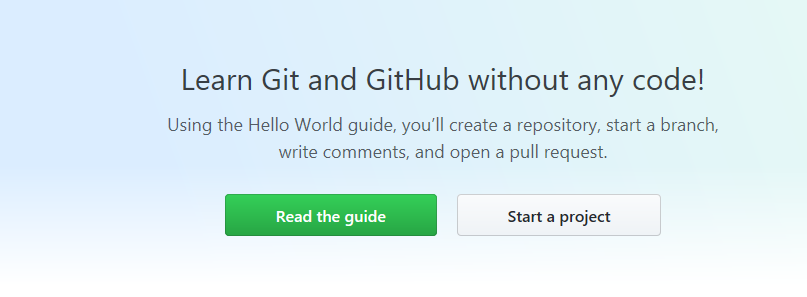 Learn Git and GitHub without any code!
Using the Hello World guide, you’ll create a repository, start a branch,
write comments, and open a pull request.
Read the guide
Start a project